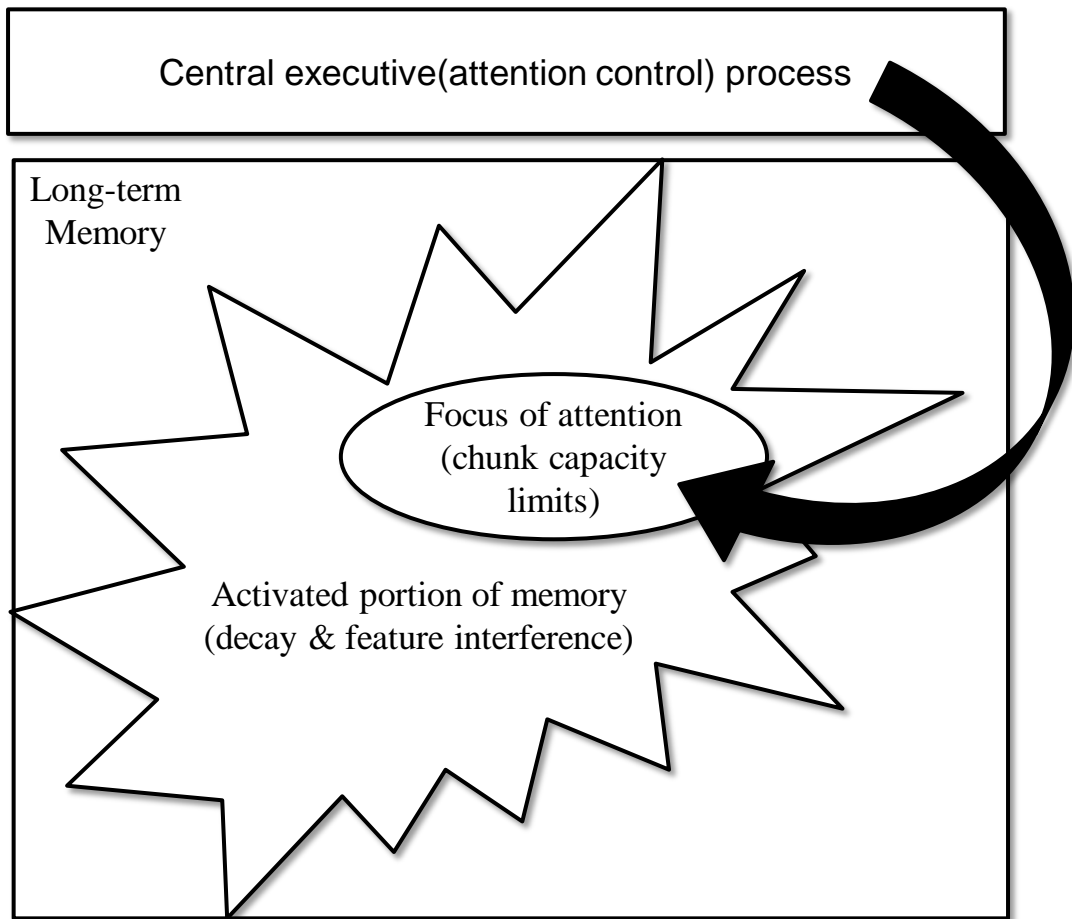 Central executive(attention control) process
Long-term
Memory
Focus of attention
(chunk capacity
limits)
Activated portion of memory
(decay & feature interference)